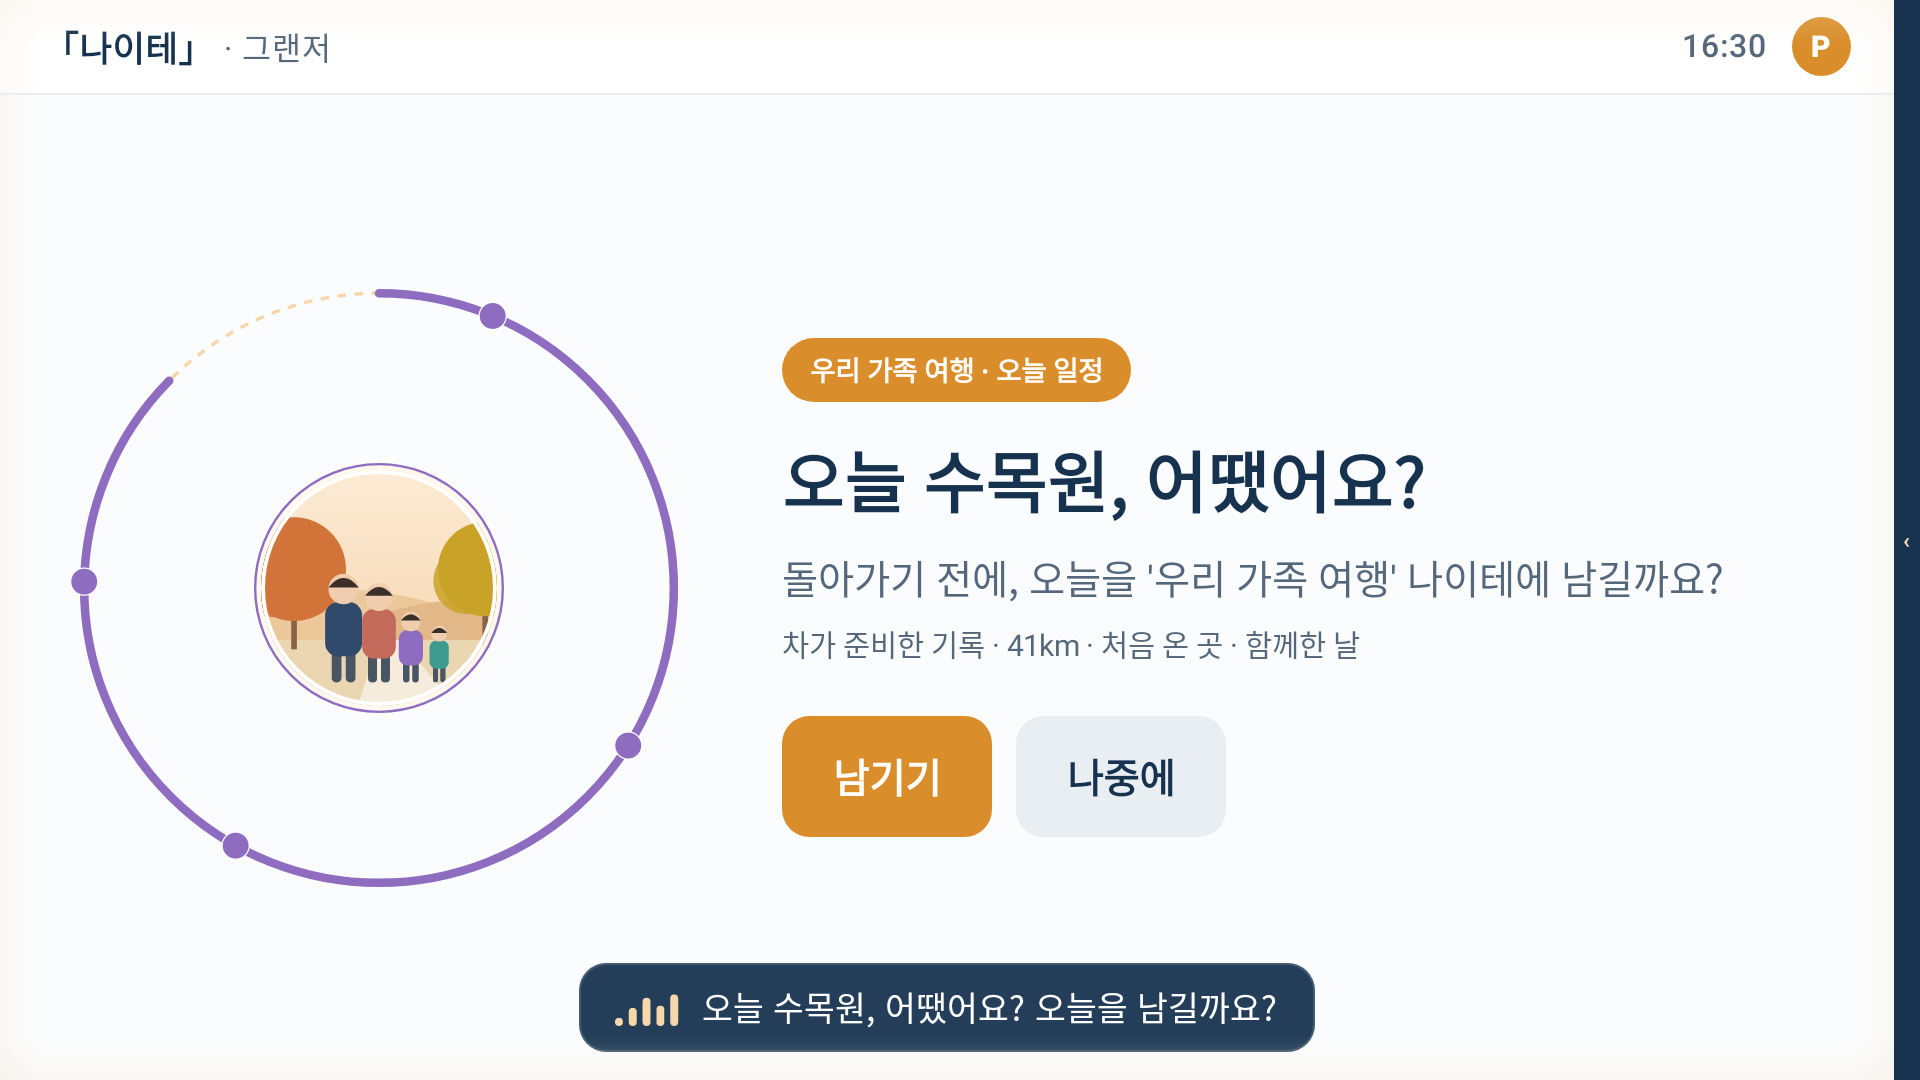 「나이테」 · 그랜저
16:30
P
우리 가족 여행 · 오늘 일정
오늘 수목원, 어땠어요?
돌아가기 전에, 오늘을 '우리 가족 여행' 나이테에 남길까요?
차가 준비한 기록 · 41km · 처음 온 곳 · 함께한 날
남기기
나중에
오늘 수목원, 어땠어요? 오늘을 남길까요?